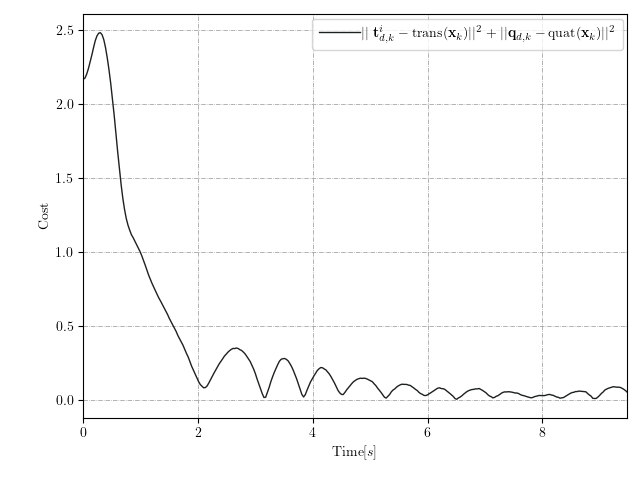 || t^i_{d,k} − trans(x_k)||^2 + ||q_{d,k} − quat(x_k)||^2
2.5
2.0
1.5
1.0
0.5
0.0
Cost
0 2 4 6 8
Time[s]